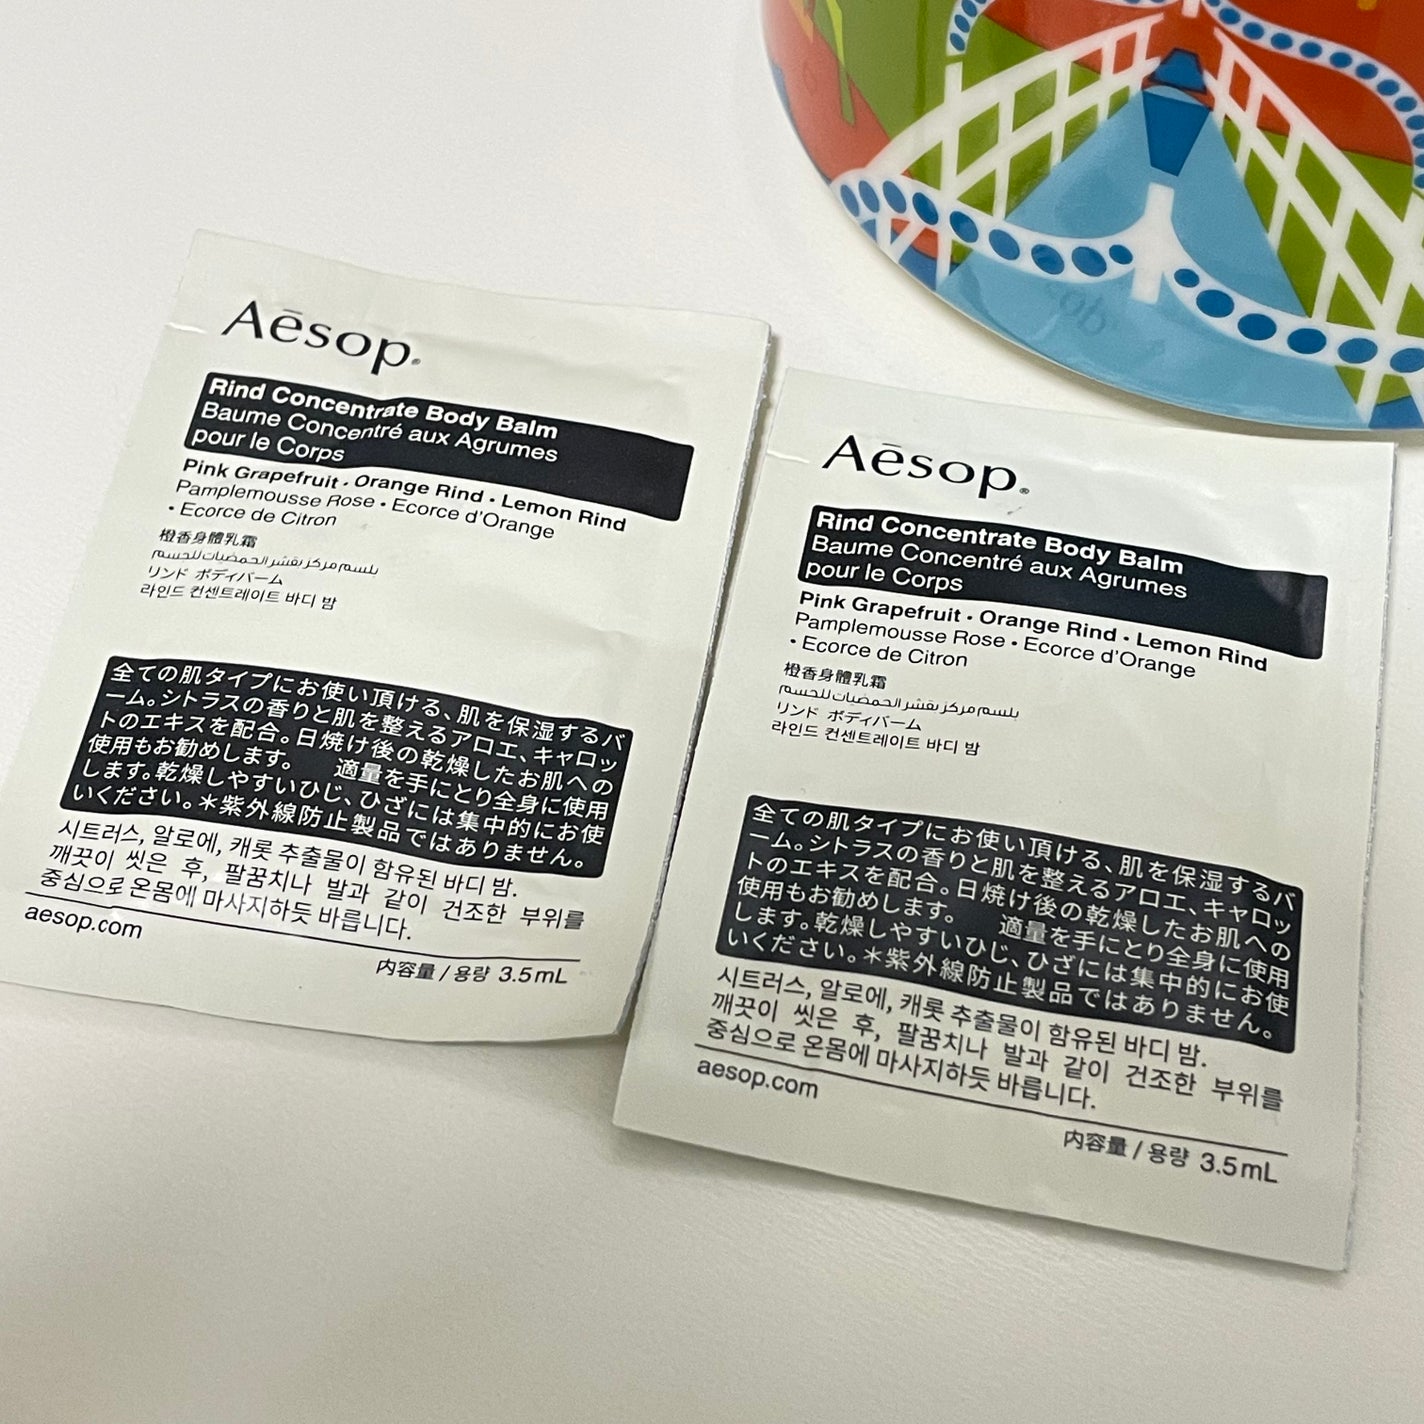 Aēsop®
Rind Concentrate Body Balm
Baume Concentré aux Agrumes
pour le Corps
Pink Grapefruit • Orange Rind • Lemon Rind
Pamplemousse Rose • Ecorce d'Orange
• Ecorce de Citron
橙香身體乳霜
بلسم مركز بقشر الحمضيات للجسم
リンド ボディバーム
라인드 컨센트레이트 바디 밤
全ての肌タイプにお使い頂ける、肌を保湿するバ
ーム。シトラスの香りと肌を整えるアロエ、キャロッ
トのエキスを配合。日焼け後の乾燥したお肌への
使用もお勧めします。 適量を手にとり全身に使用
します。乾燥しやすいひじ、ひざには集中的にお使
いください。＊紫外線防止製品ではありません。
시트러스, 알로에, 캐롯 추출물이 함유된 바디 밤.
깨끗이 씻은 후, 팔꿈치나 발과 같이 건조한 부위를
중심으로 온몸에 마사지하듯 바릅니다.
aesop.com
内容量 / 용량 3.5mL
Aēsop®
Rind Concentrate Body Balm
Baume Concentré aux Agrumes
pour le Corps
Pink Grapefruit • Orange Rind • Lemon Rind
Pamplemousse Rose • Ecorce d'Orange
• Ecorce de Citron
橙香身體乳霜
بلسم مركز بقشر الحمضيات للجسم
リンド ボディバーム
라인드 컨센트레이트 바디 밤
全ての肌タイプにお使い頂ける、肌を保湿するバ
ーム。シトラスの香りと肌を整えるアロエ、キャロッ
トのエキスを配合。日焼け後の乾燥したお肌への
使用もお勧めします。 適量を手にとり全身に使用
します。乾燥しやすいひじ、ひざには集中的にお使
いください。＊紫外線防止製品ではありません。
시트러스, 알로에, 캐롯 추출물이 함유된 바디 밤.
깨끗이 씻은 후, 팔꿈치나 발과 같이 건조한 부위를
중심으로 온몸에 마사지하듯 바릅니다.
aesop.com
内容量 / 용량 3.5mL